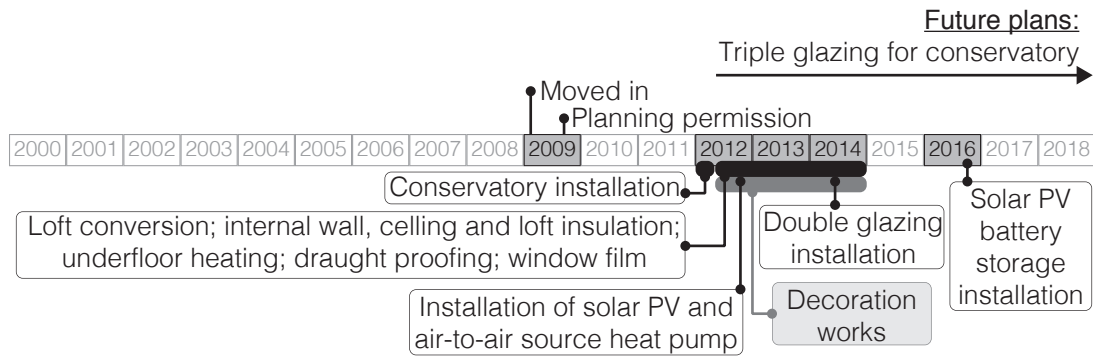 Future plans:
Triple glazing for conservatory
Moved in
Planning permission
2000 2001 2002 2003 2004 2005 2006 2007 2008 2009 2010 2011 2012 2013 2014 2015 2016 2017 2018
Conservatory installation
Loft conversion; internal wall, celling and loft insulation;
underfloor heating; draught proofing; window film
Double glazing
installation
Solar PV
battery
storage
installation
Installation of solar PV and
air-to-air source heat pump
Decoration
works